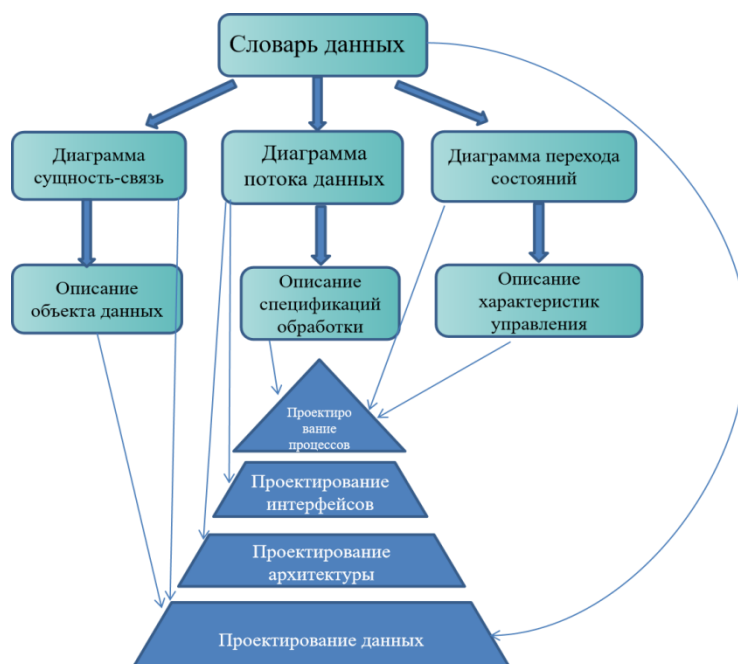 Словарь данных
Диаграмма
сущность-связь
Диаграмма
потока данных
Диаграмма перехода
состояний
Описание
объекта данных
Описание
спецификаций
обработки
Описание
характеристик
управления
Проектиро
вание
процессов
Проектирование
интерфейсов
Проектирование
архитектуры
Проектирование данных